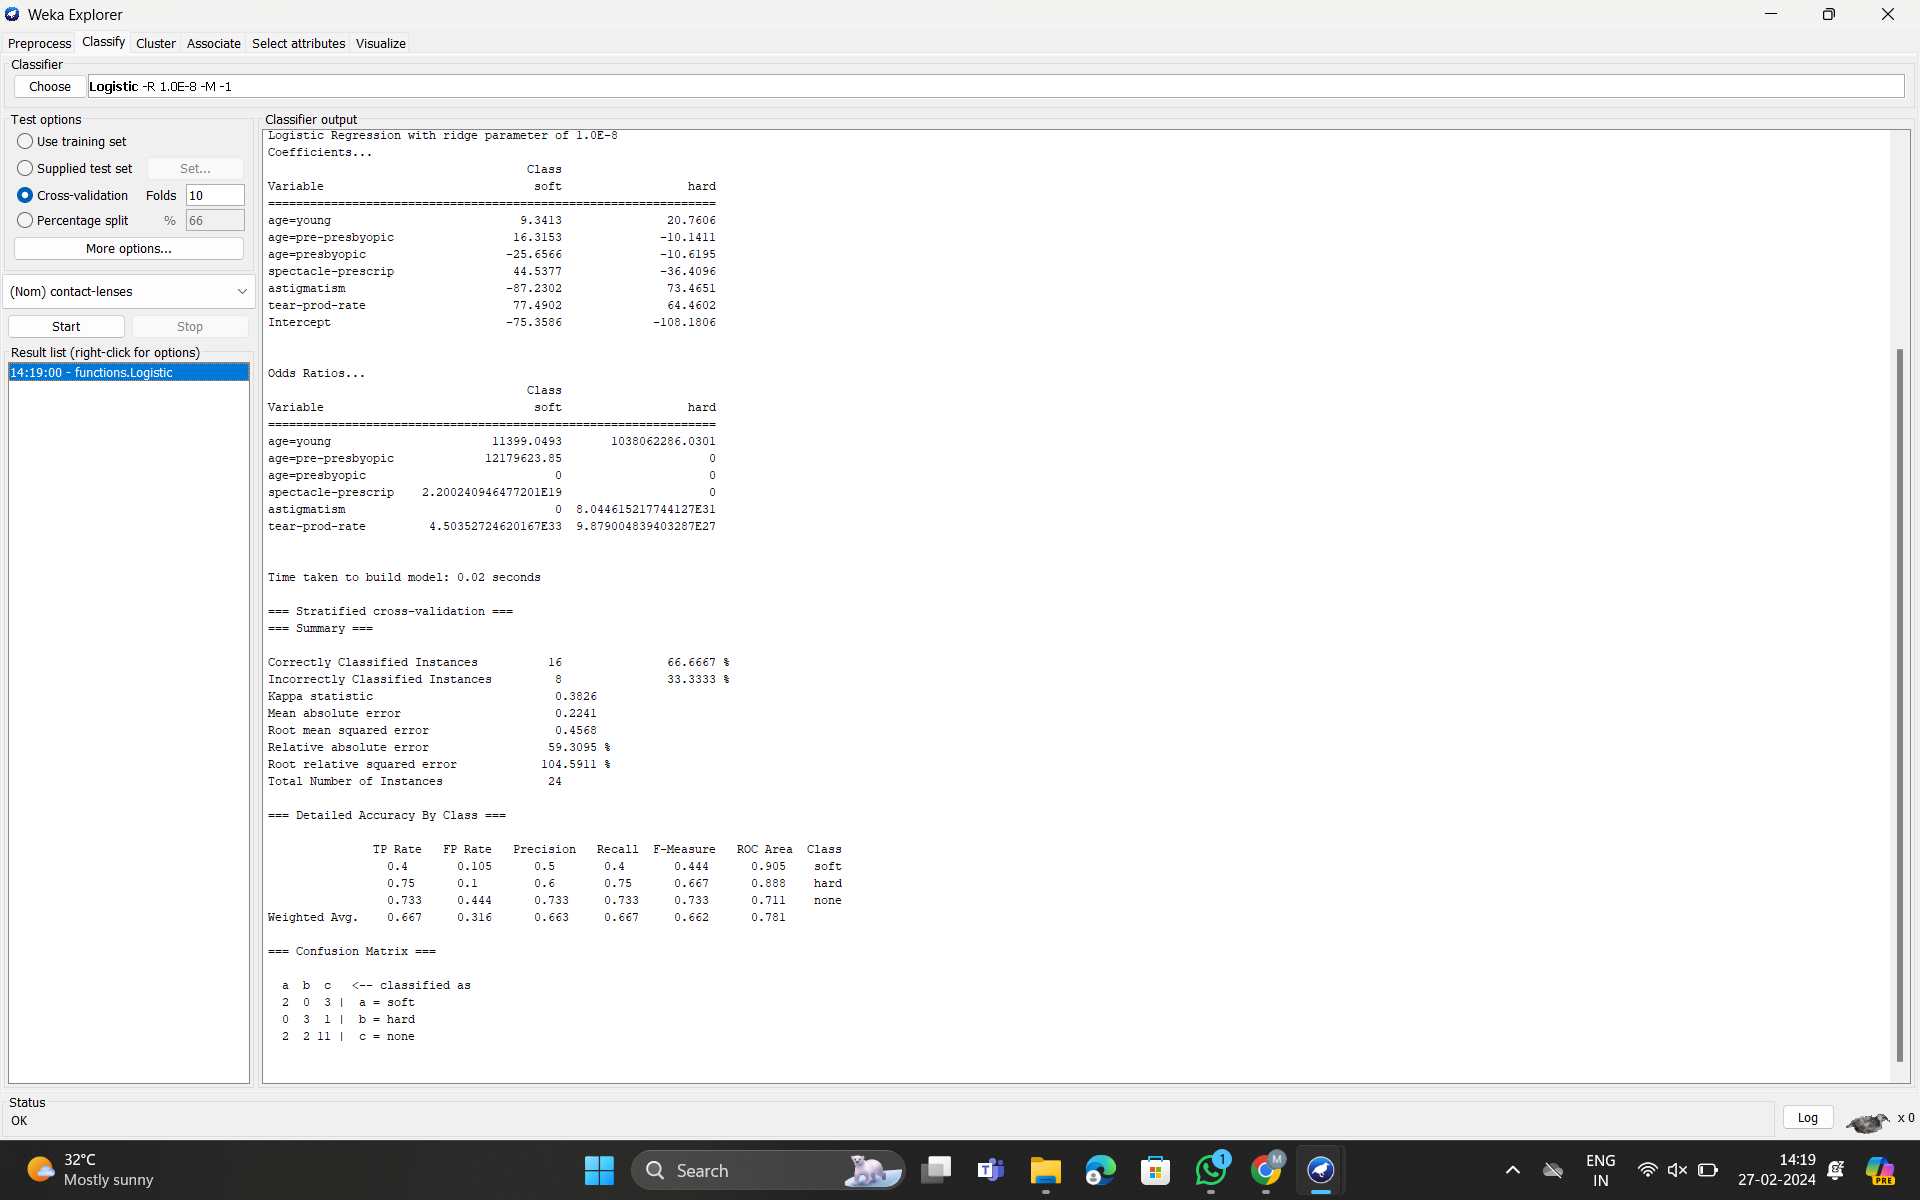 Weka Explorer
Preprocess Classify Cluster Associate Select attributes Visualize
Classifier
Choose Logistic -R 1.0E-8 -M -1
Test options
Use training set
Supplied test set Set...
Cross-validation Folds 10
Percentage split % 66
More options...
(Nom) contact-lenses
Start Stop
Result list (right-click for options)
14:19:00 - functions.Logistic
Classifier output
Logistic Regression with ridge parameter of 1.0E-8
Coefficients...
Class
Variable soft hard
================================================================
age=young 9.3413 20.7606
age=pre-presbyopic 16.3153 -10.1411
age=presbyopic -25.6566 -10.6195
spectacle-prescrip 44.5377 -36.4096
astigmatism -87.2302 73.4651
tear-prod-rate 77.4902 64.4602
Intercept -75.3586 -108.1806
Odds Ratios...
Class
Variable soft hard
================================================================
age=young 11399.0493 1038062286.0301
age=pre-presbyopic 12179623.85 0
age=presbyopic 0 0
spectacle-prescrip 2.200240946477201E19 0
astigmatism 0 8.044615217744127E31
tear-prod-rate 4.50352724620167E33 9.879004839403287E27
Time taken to build model: 0.02 seconds
=== Stratified cross-validation ===
=== Summary ===
Correctly Classified Instances 16 66.6667 %
Incorrectly Classified Instances 8 33.3333 %
Kappa statistic 0.3826
Mean absolute error 0.2241
Root mean squared error 0.4568
Relative absolute error 59.3095 %
Root relative squared error 104.5911 %
Total Number of Instances 24
=== Detailed Accuracy By Class ===
TP Rate FP Rate Precision Recall F-Measure ROC Area Class
0.4 0.105 0.5 0.4 0.444 0.905 soft
0.75 0.1 0.6 0.75 0.667 0.888 hard
0.733 0.444 0.733 0.733 0.733 0.711 none
Weighted Avg. 0.667 0.316 0.663 0.667 0.662 0.781
=== Confusion Matrix ===
a b c <-- classified as
2 0 3 | a = soft
0 3 1 | b = hard
2 2 11 | c = none
Status
OK
Log x 0
32°C
Mostly sunny
Search
1
M
ENG
IN
14:19
27-02-2024
PRE